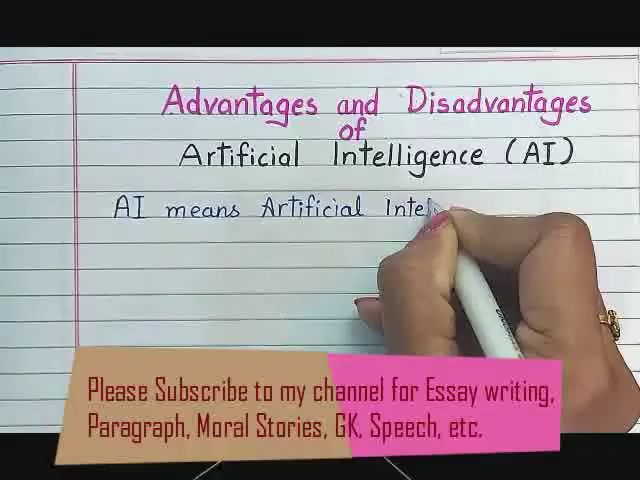 Advantages and Disadvantages
of
Artificial Intelligence (AI)
AI means Artificial Inte
Please Subscribe to my channel for Essay writing,
Paragraph, Moral Stories, GK, Speech, etc.